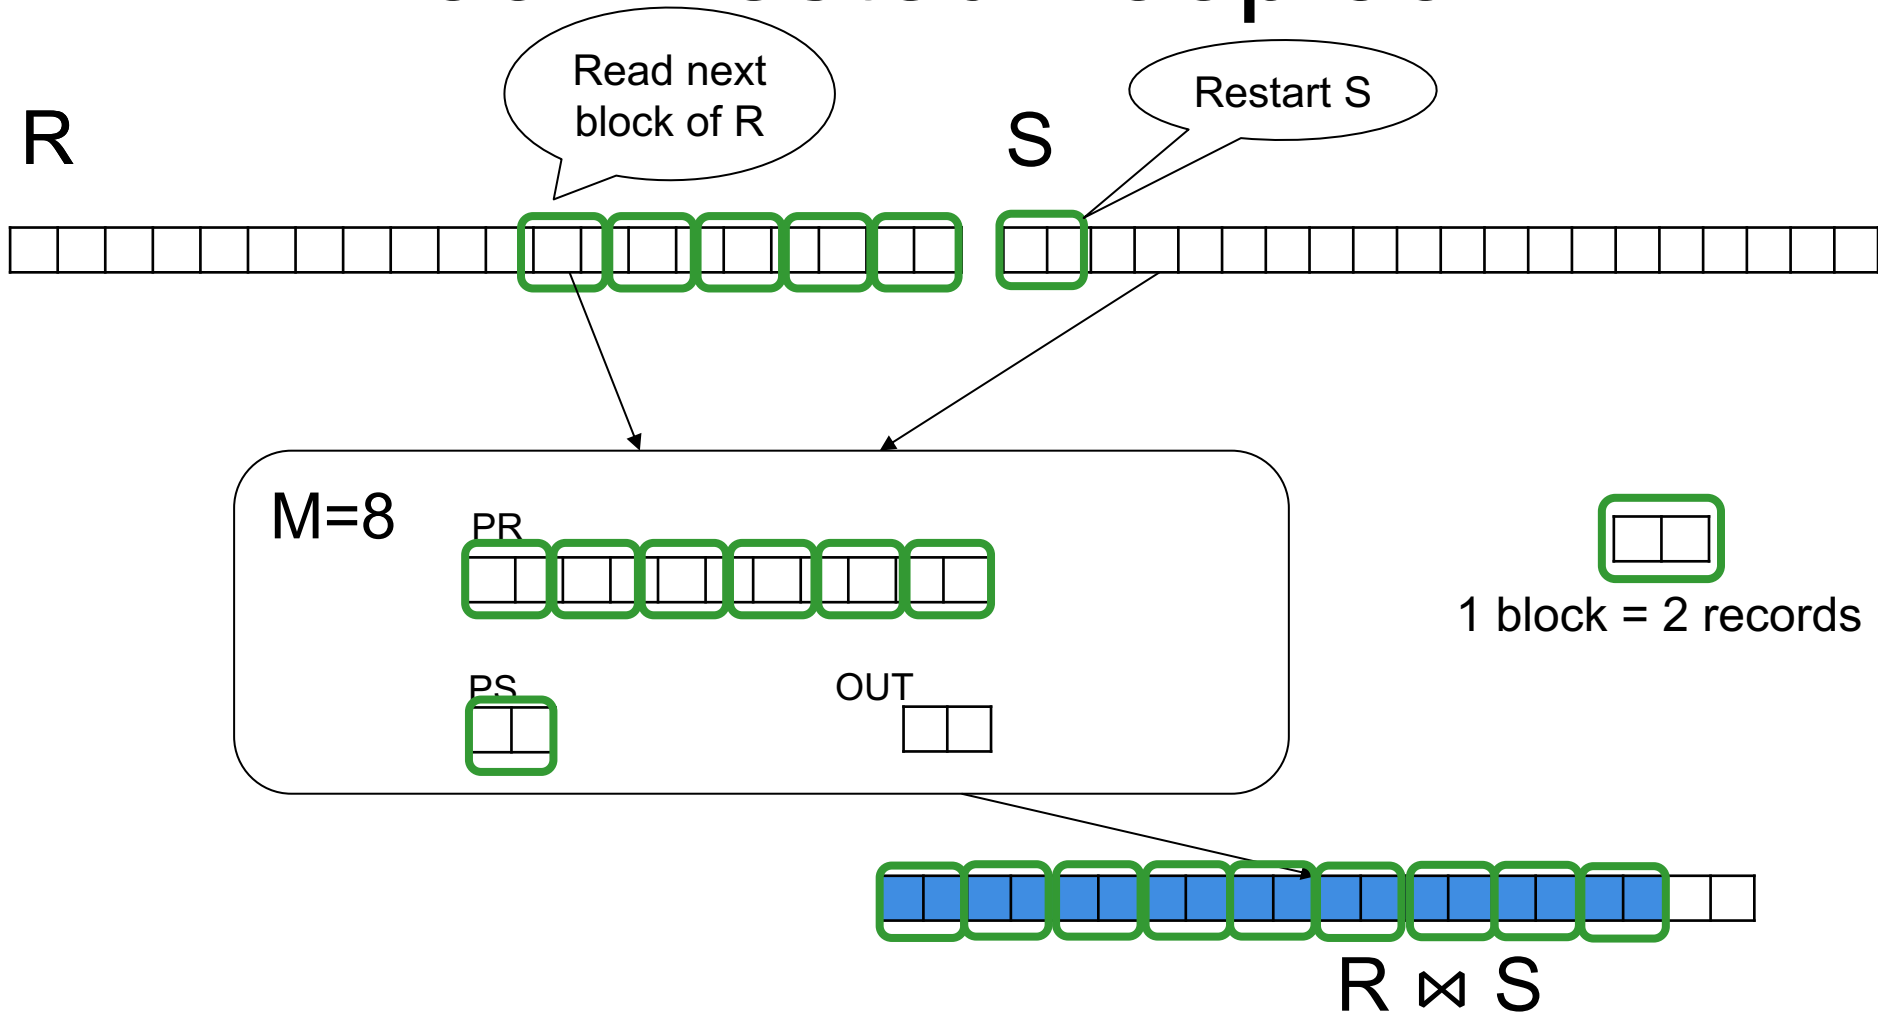 Read next
block of R
Restart S
R
S
M=8
PR
1 block = 2 records
PS
OUT
R ⋈ S